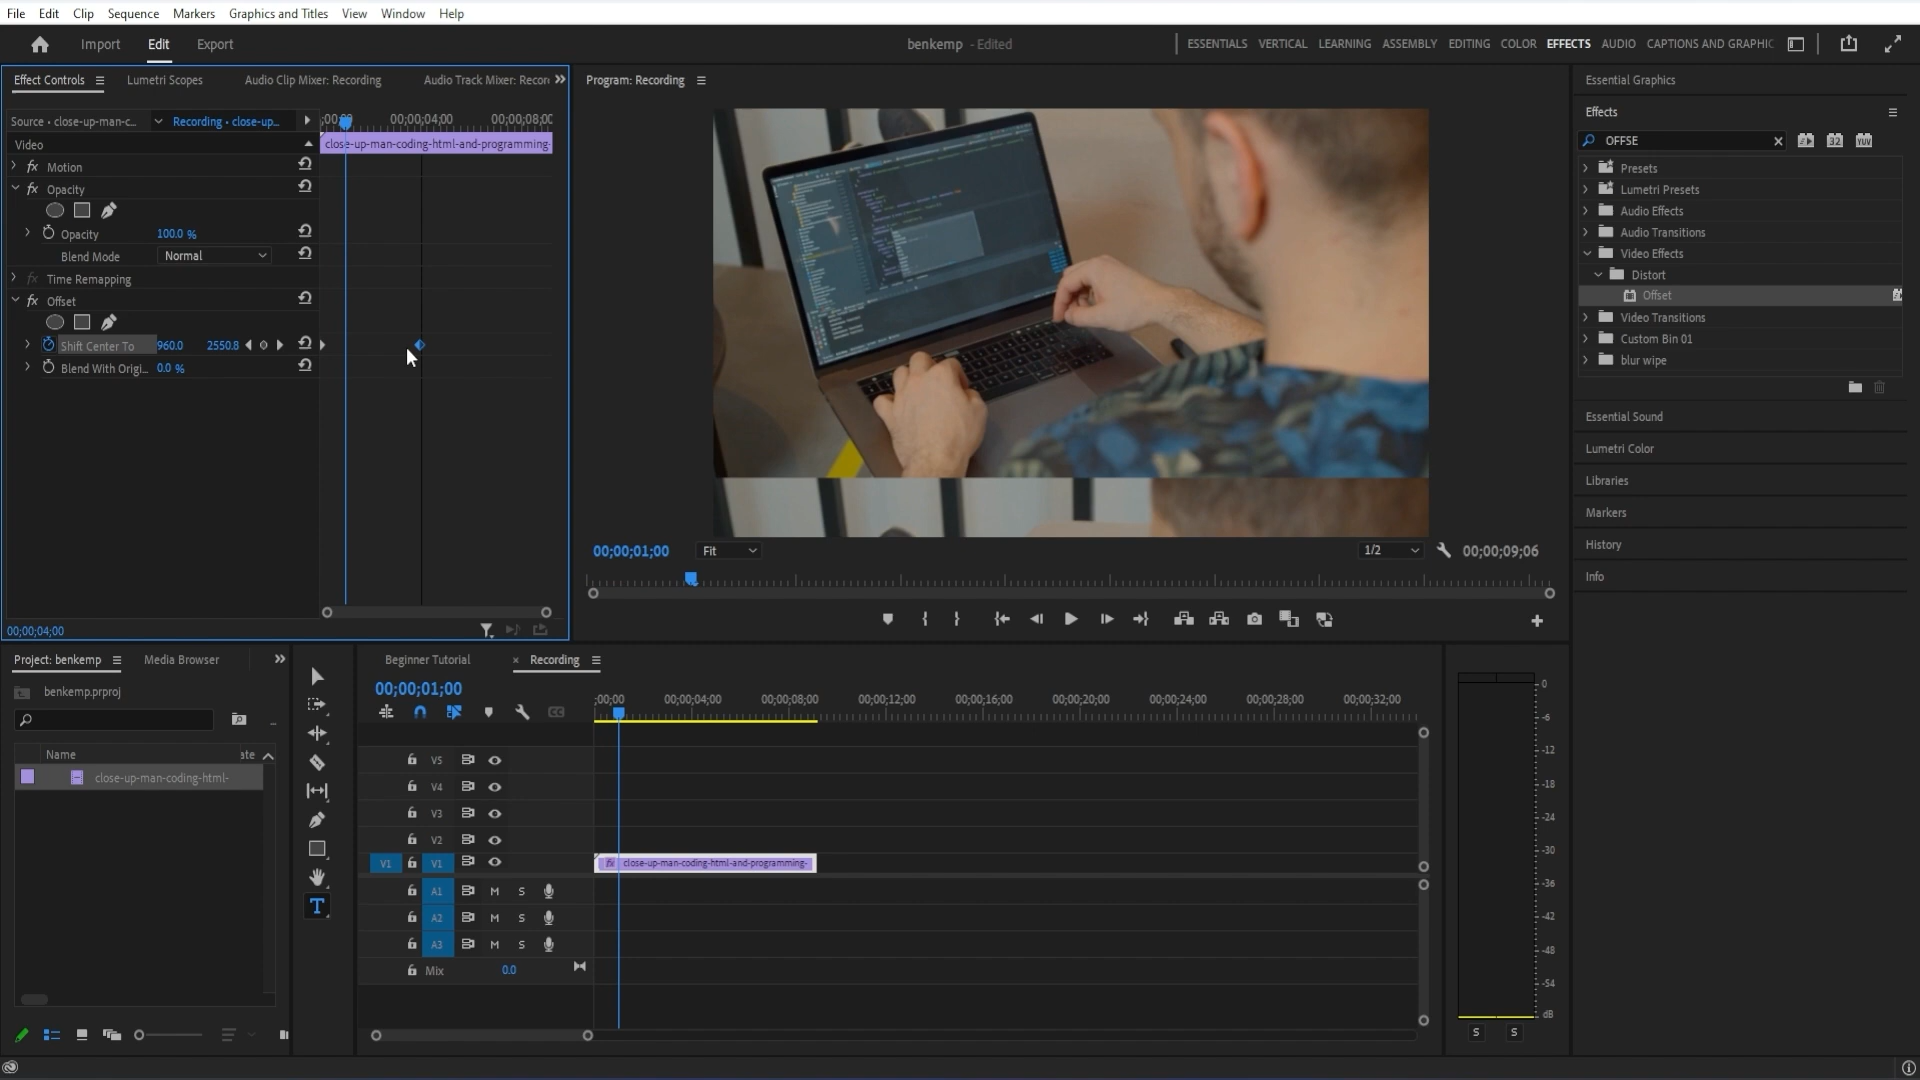 File Edit Clip Sequence Markers Graphics and Titles View Window Help
Import Edit Export
benkemp - Edited
ESSENTIALS VERTICAL LEARNING ASSEMBLY EDITING COLOR EFFECTS AUDIO CAPTIONS AND GRAPHIC
Effect Controls Lumetri Scopes Audio Clip Mixer: Recording Audio Track Mixer: Recor
Source • close-up-man-c... Recording • close-up...
00;00;04;00 00;00;08;00
Video
close-up-man-coding-html-and-programming-
fx Motion
fx Opacity
Opacity 100.0 %
Blend Mode Normal
fx Time Remapping
fx Offset
Shift Center To 960.0 2550.8
Blend With Origi... 0.0 %
00;00;04;00
Program: Recording
00;00;01;00 Fit 1/2 00;00;09;06
Essential Graphics
Effects
OFFSE
32 YUV
Presets
Lumetri Presets
Audio Effects
Audio Transitions
Video Effects
Distort
Offset
Video Transitions
Custom Bin 01
blur wipe
Essential Sound
Lumetri Color
Libraries
Markers
History
Info
Project: benkemp Media Browser
benkemp.prproj
Name ate
close-up-man-coding-html-
Beginner Tutorial × Recording
00;00;01;00
;00;00 00;00;04;00 00;00;08;00 00;00;12;00 00;00;16;00 00;00;20;00 00;00;24;00 00;00;28;00 00;00;32;00
V5
V4
V3
V2
V1 V1 fx close-up-man-coding-html-and-programming-
A1 M S
A2 M S
A3 M S
Mix 0.0
0
-6
-12
-18
-24
-30
-36
-42
-48
-54
dB
S S